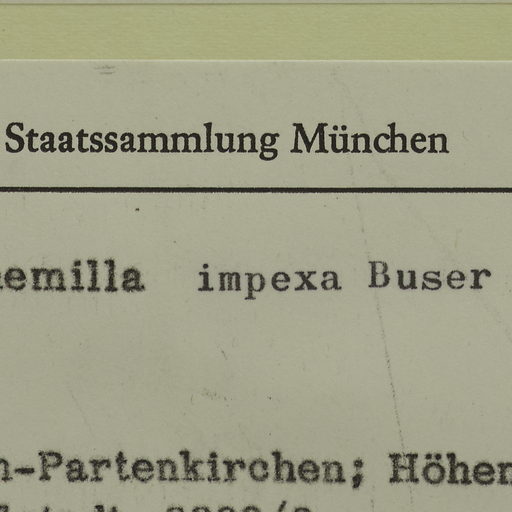 Staatssammlung München
emilla impexa Buser
n-Partenkirchen; Höhen